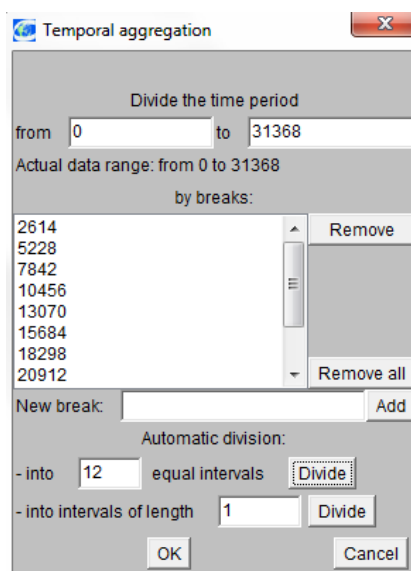 Temporal aggregation
Divide the time period
from 0 to 31368
Actual data range: from 0 to 31368
by breaks:
2614
5228
7842
10456
13070
15684
18298
20912
Remove
Remove all
New break: Add
Automatic division:
- into 12 equal intervals Divide
- into intervals of length 1 Divide
OK Cancel